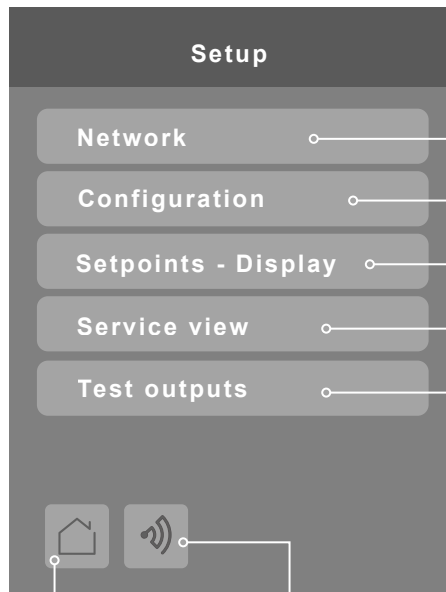 Setup
Network
Configuration
Setpoints - Display
Service view
Test outputs